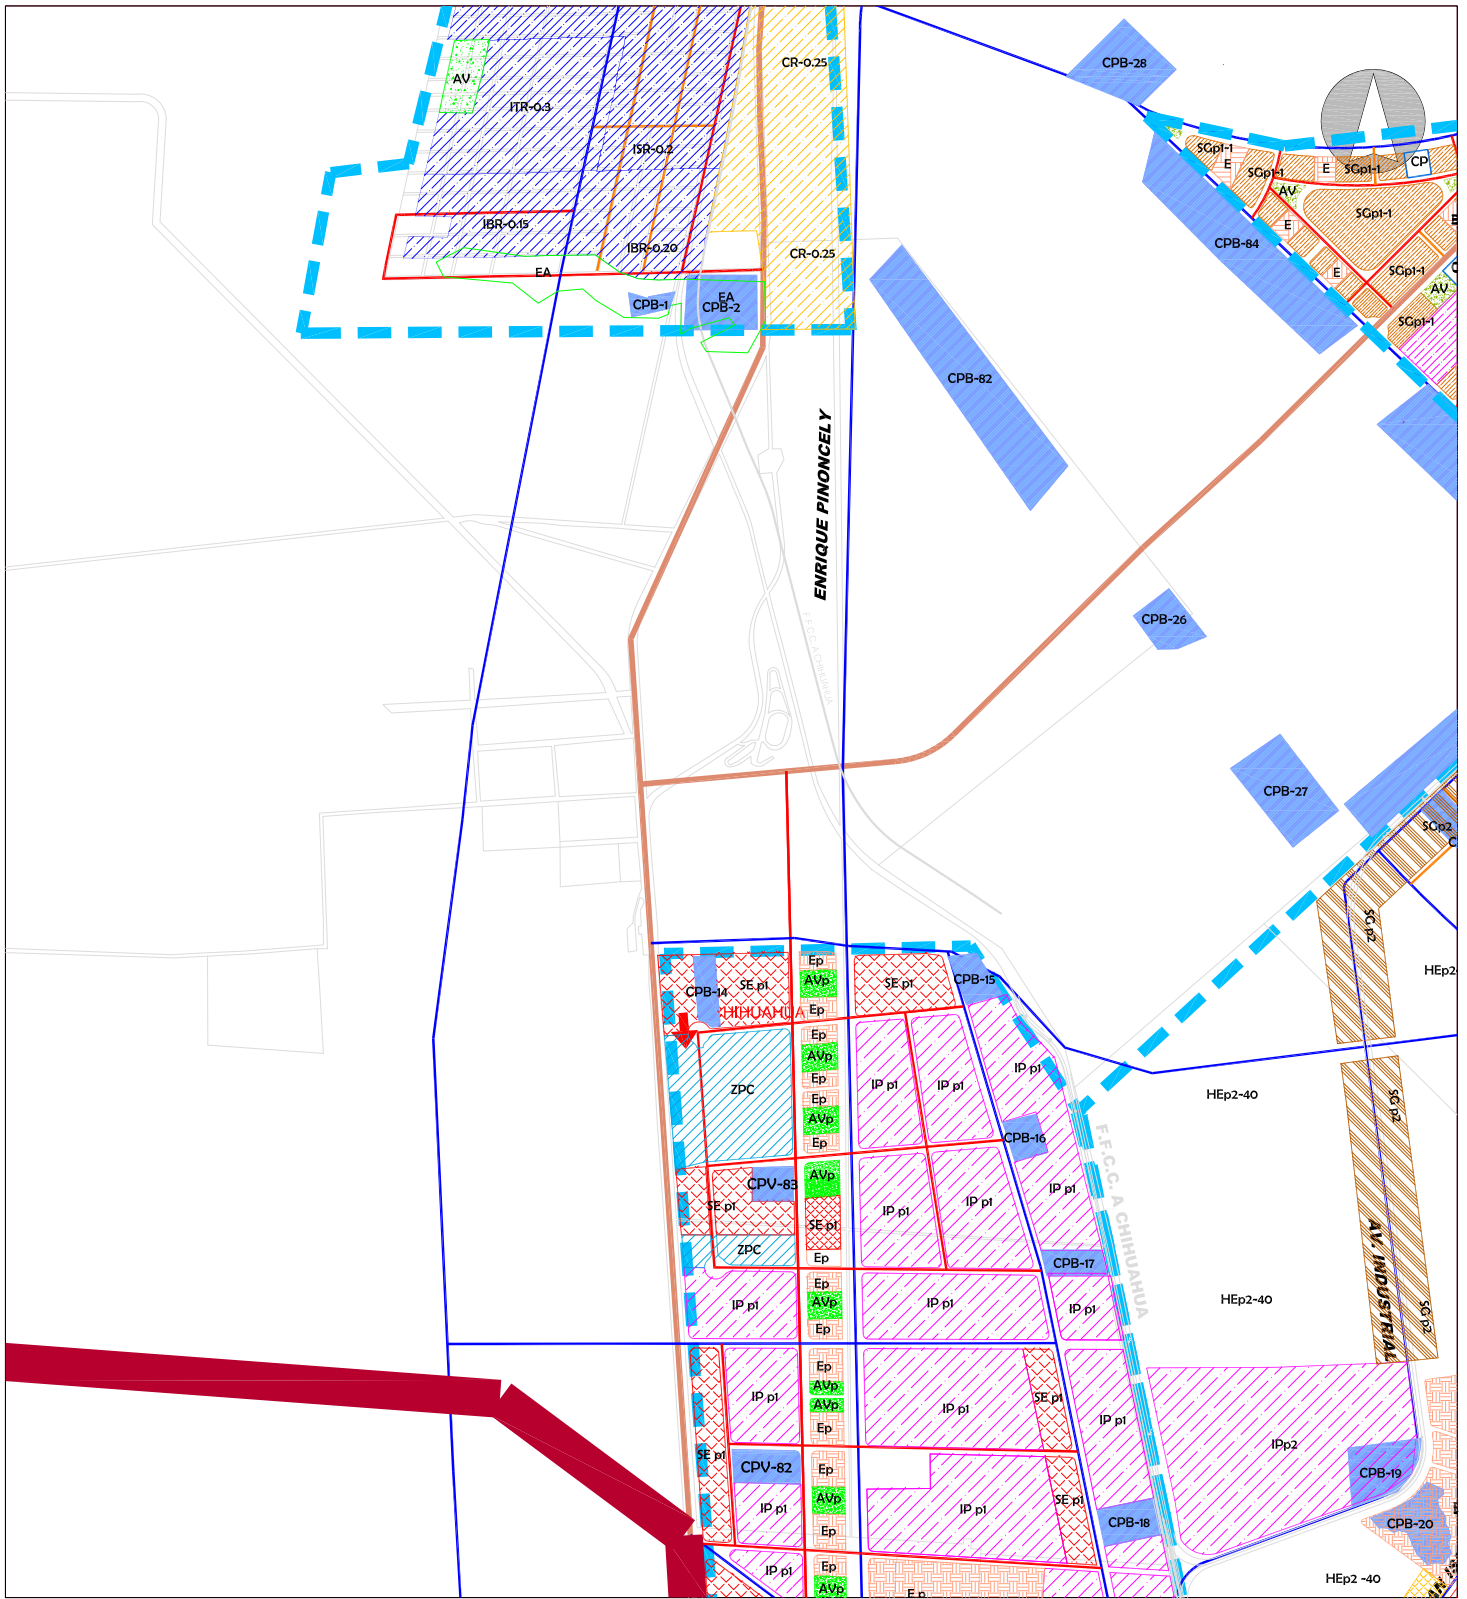 CR-0.25
CPB-28
AV
ITR-0.3
ISR-0.2
SGp1-1
E
SGp1-1
E
SGp1-1
CP
AV
SGp1-1
E
IBR-0.15
IBR-0.20
CR-0.25
CPB-84
EA
E
SGp1-1
AV
EA
CPB-1
CPB-2
SGp1-1
CPB-82
ENRIQUE PINONCELY
CPB-26
F.F.C.C. A CHIHUAHUA
CPB-27
SGp2
SG p2
Ep
HEp2-
CPB-14
SE p1
AVp
SE p1
CPB-15
Ep
HIHUAHUA
Ep
AVp
IP p1
Ep
ZPC
IP p1
IP p1
HEp2-40
Ep
SG p2
AVp
Ep
CPB-16
F.F.C.C. A CHIHUAHUA
CPV-83
AVp
IP p1
SE p1
IP p1
IP p1
SE p1
ZPC
Ep
CPB-17
AV. INDUSTRIAL
Ep
IP p1
AVp
IP p1
IP p1
HEp2-40
SG p2
Ep
Ep
IP p1
AVp
AVp
IP p1
SE p1
IP p1
Ep
SE p1
IPp2
CPV-82
Ep
CPB-19
AVp
SE p1
IP p1
IP p1
CPB-18
CPB-20
Ep
IP p1
Ep
AVp
HEp2 -40
E p